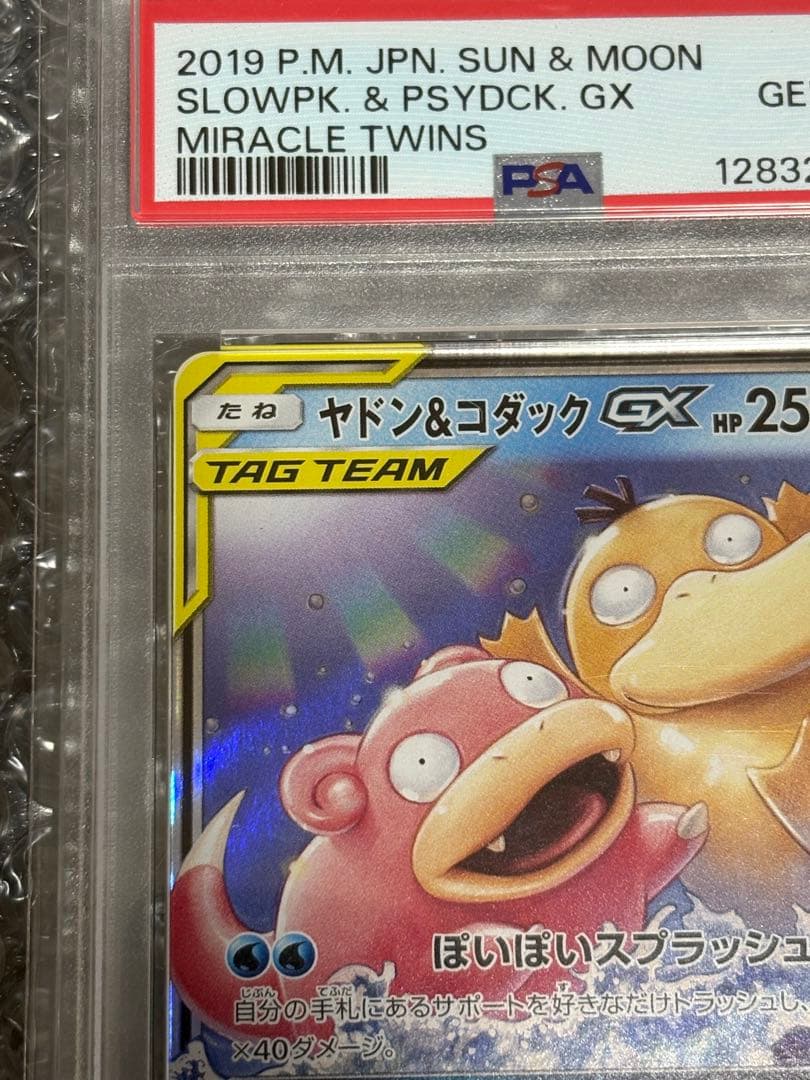 2019 P.M. JPN. SUN & MOON
SLOWPK. & PSYDCK. GX
MIRACLE TWINS
PSA
たね ヤドン&コダック GX HP 25
TAG TEAM
ぽいぽいスプラッシュ
自分の手札にあるサポートを好きなだけトラッシュし、
×40ダメージ。